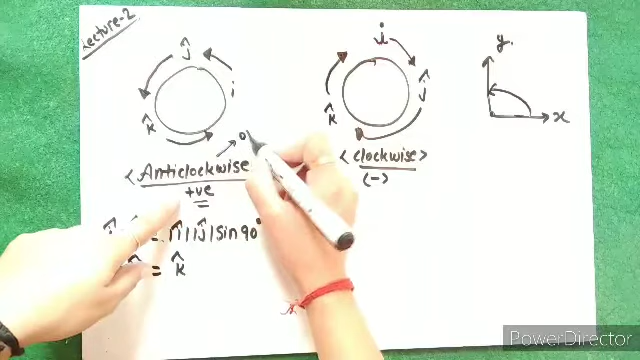 Lecture-2
ĵ
i
k̂
i
ĵ
k̂
y
x
< Anticlockwise
+ve
< clockwise >
(-)
= |î||ĵ|Sin90°
= k̂
PowerDirector